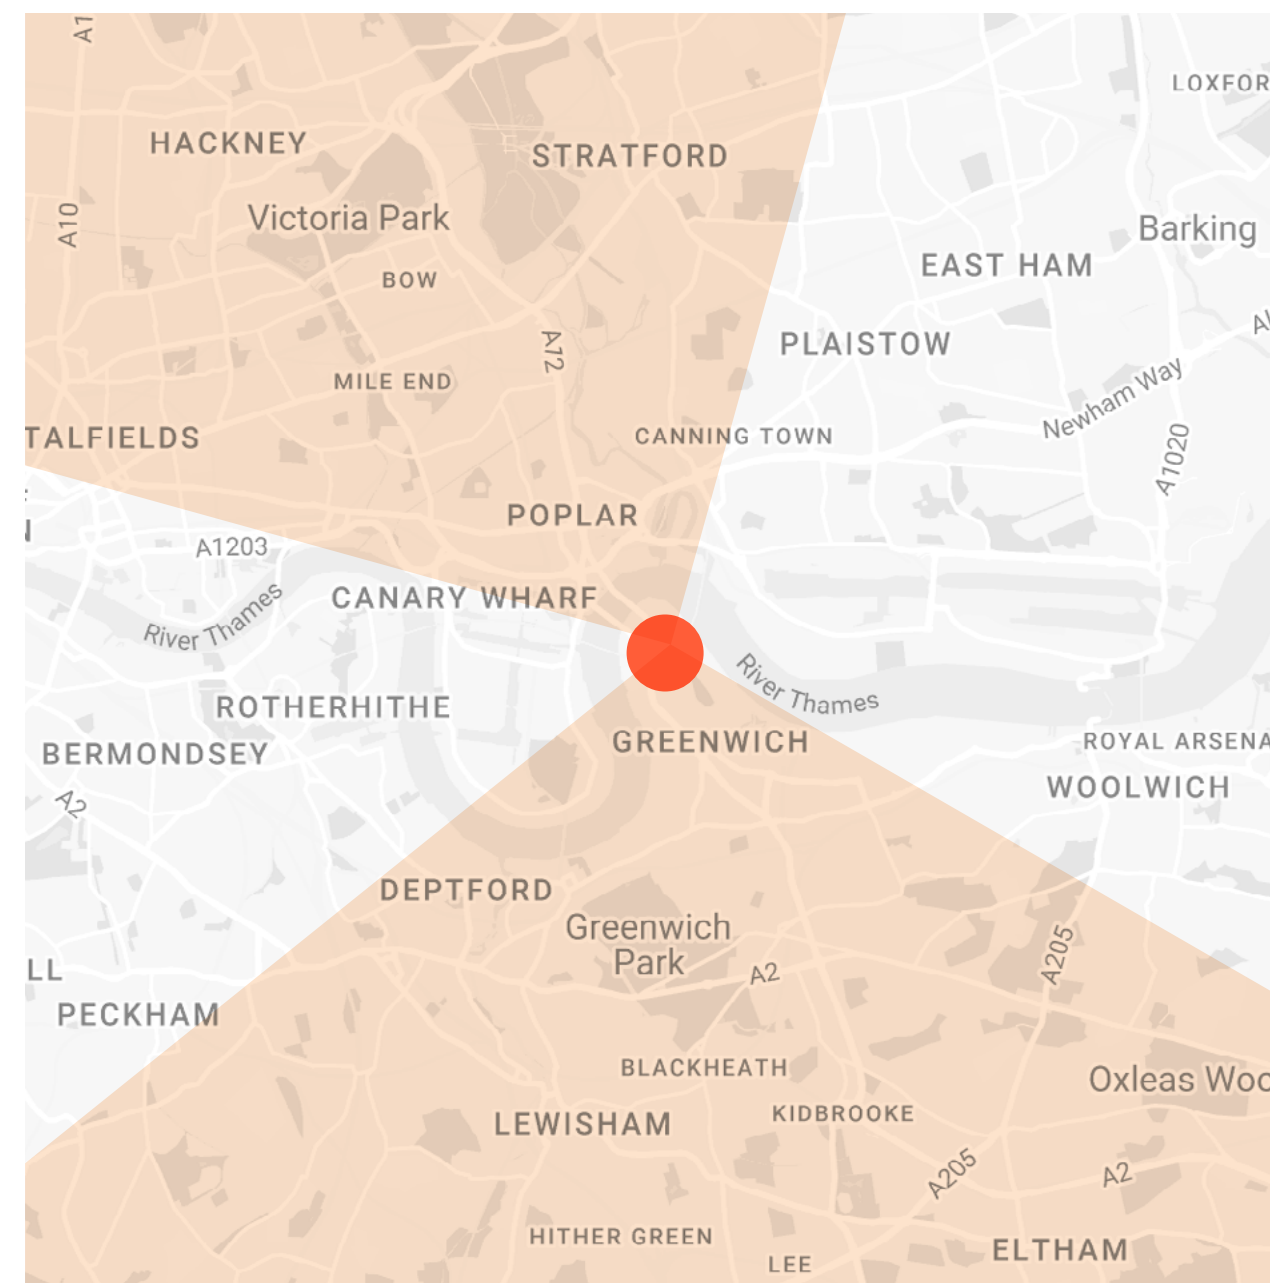 A1
LOXFOR
HACKNEY
STRATFORD
A10
Victoria Park
Barking
EAST HAM
BOW
A72
PLAISTOW
MILE END
Newham Way
TALFIELDS
CANNING TOWN
A1020
POPLAR
A1203
CANARY WHARF
River Thames
River Thames
ROTHERHITHE
GREENWICH
BERMONDSEY
ROYAL ARSENA
WOOLWICH
A2
DEPTFORD
Greenwich
Park
A205
LL
A2
PECKHAM
BLACKHEATH
Oxleas Woo
KIDBROOKE
LEWISHAM
A205
A2
HITHER GREEN
ELTHAM
LEE